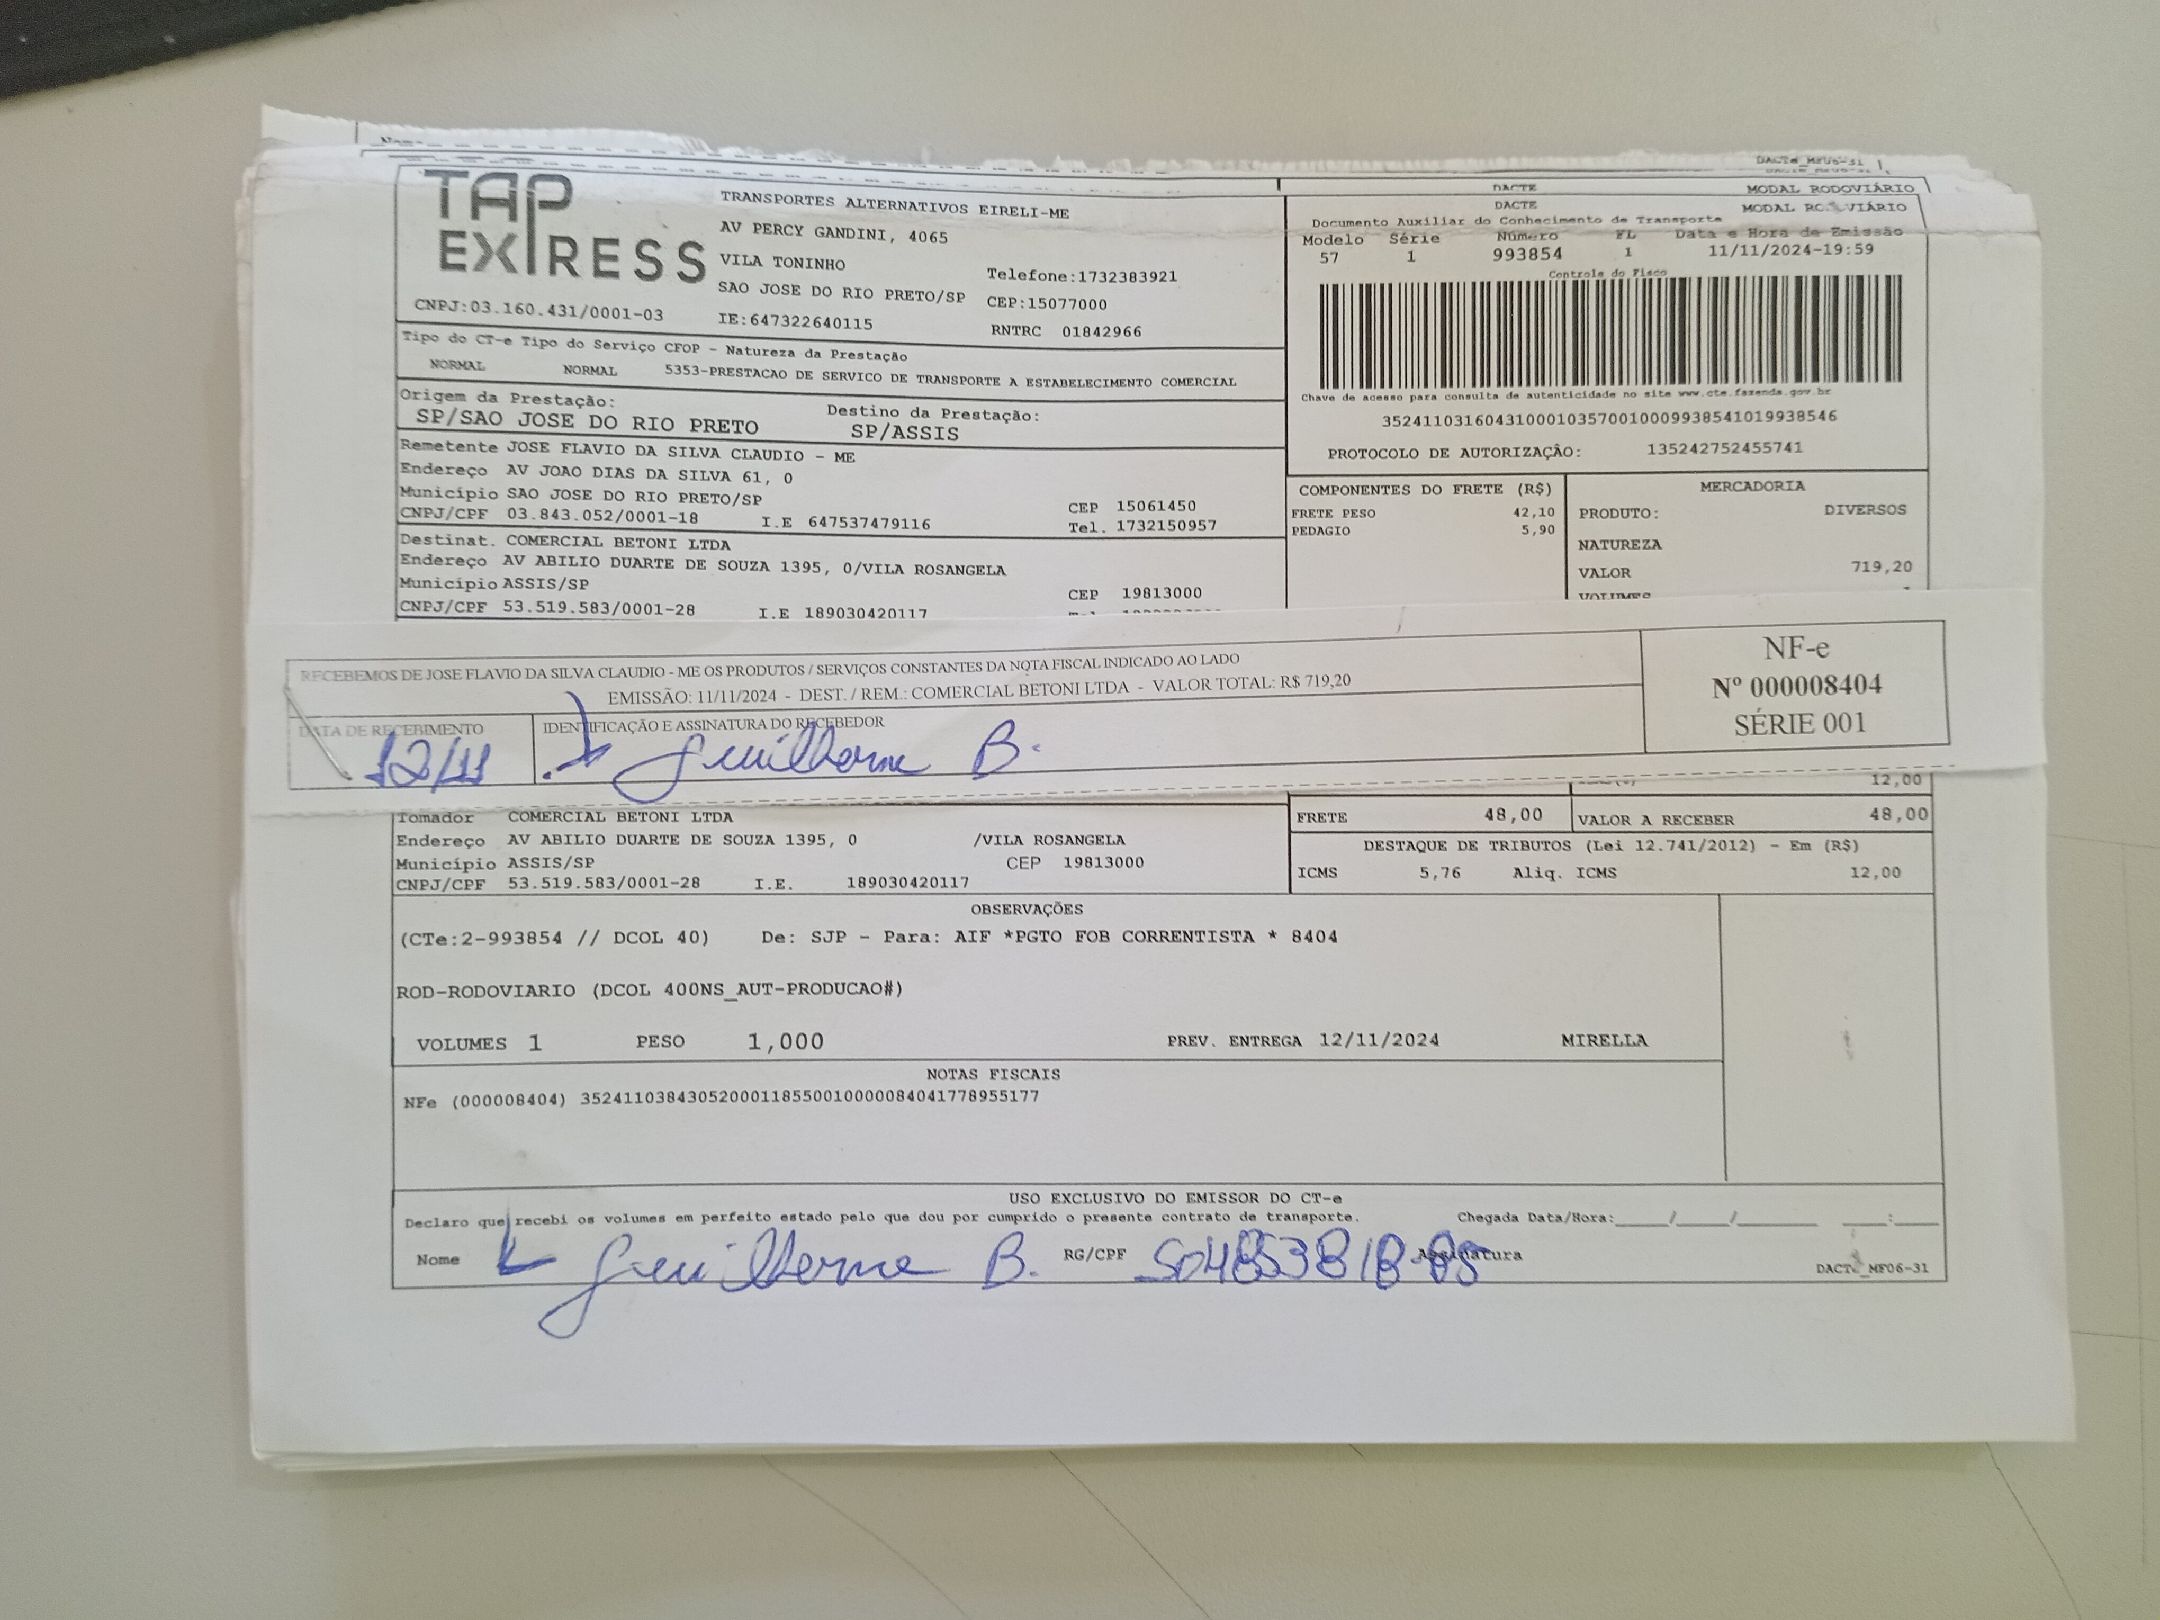 TAP EXPRESS
TRANSPORTES ALTERNATIVOS EIRELI-ME
AV PERCY GANDINI, 4065
VILA TONINHO
Telefone:1732383921
SAO JOSE DO RIO PRETO/SP CEP:15077000
CNPJ:03.160.431/0001-03 IE:647322640115 RNTRC 01842966
DACTE MODAL RODOVIÁRIO
DACTE
Documento Auxiliar do Conhecimento de Transporte
Modelo Série Número FL Data e Hora de Emissão
57 1 993854 1 11/11/2024-19:59
Controle do Fisco
Chave de acesso para consulta de autenticidade no site www.cte.fazenda.gov.br
35241103160431000103570010009938541019938546
PROTOCOLO DE AUTORIZAÇÃO: 135242752455741
Tipo do CT-e Tipo do Serviço CFOP - Natureza da Prestação
NORMAL NORMAL 5353-PRESTACAO DE SERVICO DE TRANSPORTE A ESTABELECIMENTO COMERCIAL
Origem da Prestação: Destino da Prestação:
SP/SAO JOSE DO RIO PRETO SP/ASSIS
Remetente JOSE FLAVIO DA SILVA CLAUDIO - ME
Endereço AV JOAO DIAS DA SILVA 61, 0
Município SAO JOSE DO RIO PRETO/SP CEP 15061450
CNPJ/CPF 03.843.052/0001-18 I.E 647537479116 Tel. 1732150957
Destinat. COMERCIAL BETONI LTDA
Endereço AV ABILIO DUARTE DE SOUZA 1395, 0/VILA ROSANGELA
Município ASSIS/SP CEP 19813000
CNPJ/CPF 53.519.583/0001-28 I.E 189030420117
COMPONENTES DO FRETE (R$)
FRETE PESO 42,10
PEDAGIO 5,90
MERCADORIA
PRODUTO: DIVERSOS
NATUREZA
VALOR 719,20
VOLUMES
RECEBEMOS DE JOSE FLAVIO DA SILVA CLAUDIO - ME OS PRODUTOS / SERVIÇOS CONSTANTES DA NOTA FISCAL INDICADO AO LADO
EMISSÃO: 11/11/2024 - DEST. / REM.: COMERCIAL BETONI LTDA - VALOR TOTAL: R$ 719,20
DATA DE RECEBIMENTO IDENTIFICAÇÃO E ASSINATURA DO RECEBEDOR
12/11 Guilherme B.
NF-e
Nº 000008404
SÉRIE 001
12,00
Tomador COMERCIAL BETONI LTDA
Endereço AV ABILIO DUARTE DE SOUZA 1395, 0 /VILA ROSANGELA
Município ASSIS/SP CEP 19813000
CNPJ/CPF 53.519.583/0001-28 I.E. 189030420117
FRETE 48,00 VALOR A RECEBER 48,00
DESTAQUE DE TRIBUTOS (Lei 12.741/2012) - Em (R$)
ICMS 5,76 Aliq. ICMS 12,00
OBSERVAÇÕES
(CTe:2-993854 // DCOL 40) De: SJP - Para: AIF *PGTO FOB CORRENTISTA * 8404
ROD-RODOVIARIO (DCOL 400NS_AUT-PRODUCAO#)
VOLUMES 1 PESO 1,000 PREV. ENTREGA 12/11/2024 MIRELLA
NOTAS FISCAIS
NFe (000008404) 35241103843052000118550010000084041778955177
USO EXCLUSIVO DO EMISSOR DO CT-e
Declaro que recebi os volumes em perfeito estado pelo que dou por cumprido o presente contrato de transporte. Chegada Data/Hora:____/____/______ ____:____
Nome Guilherme B. RG/CPF Assinatura
DACTE_MF06-31